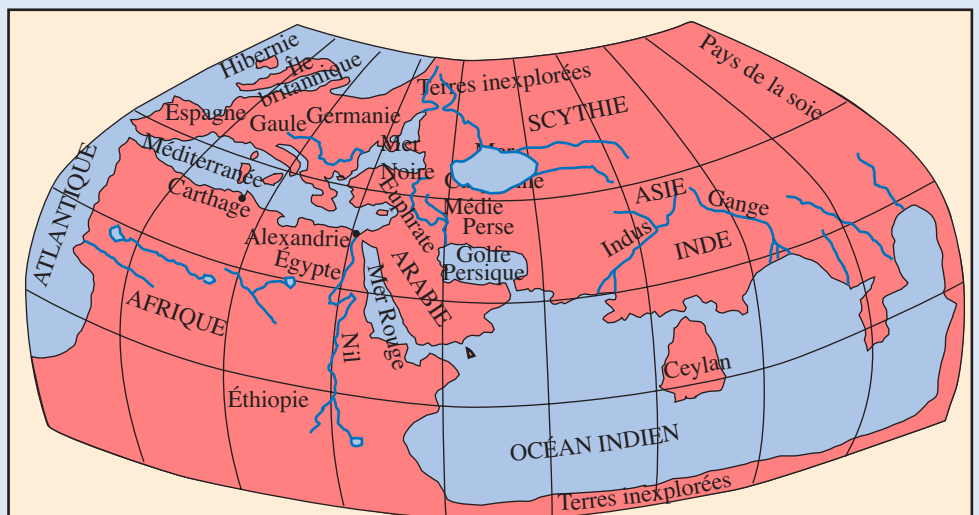 Hibernie
Île
britannique
Terres inexplorées
Pays de la soie
Espagne
Gaule
Germanie
SCYTHIE
Méditerranée
Mer
Noire
Mer
ATLANTIQUE
Carthage
Euphrate
Médie
Perse
ASIE
Gange
Alexandrie
Égypte
Golfe
Persique
Indus
INDE
ARABIE
AFRIQUE
Mer Rouge
Nil
Ceylan
Éthiopie
OCÉAN INDIEN
Terres inexplorées